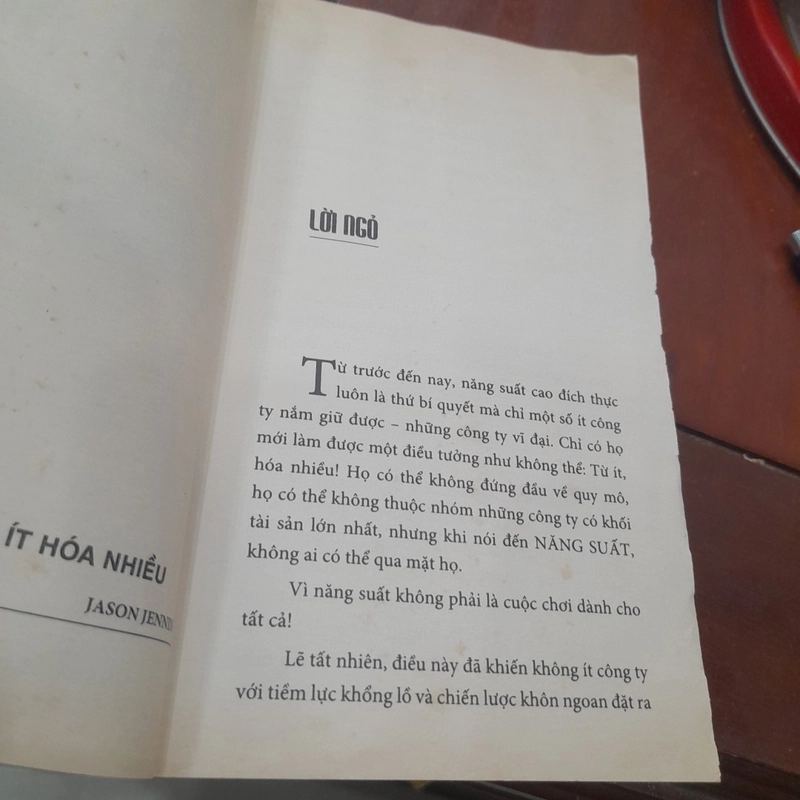 ÍT HÓA NHIỀU
JASON
LỜI NGỎ
Từ trước đến nay, năng suất cao đích thực
luôn là thứ bí quyết mà chỉ một số ít công
ty nắm giữ được – những công ty vĩ đại. Chỉ có họ
mới làm được một điều tưởng như không thể: Từ ít,
hóa nhiều! Họ có thể không đứng đầu về quy mô,
họ có thể không thuộc nhóm những công ty có khối
tài sản lớn nhất, nhưng khi nói đến NĂNG SUẤT,
không ai có thể qua mặt họ.
Vì năng suất không phải là cuộc chơi dành cho
tất cả!
Lẽ tất nhiên, điều này đã khiến không ít công ty
với tiềm lực khổng lồ và chiến lược khôn ngoan đặt ra